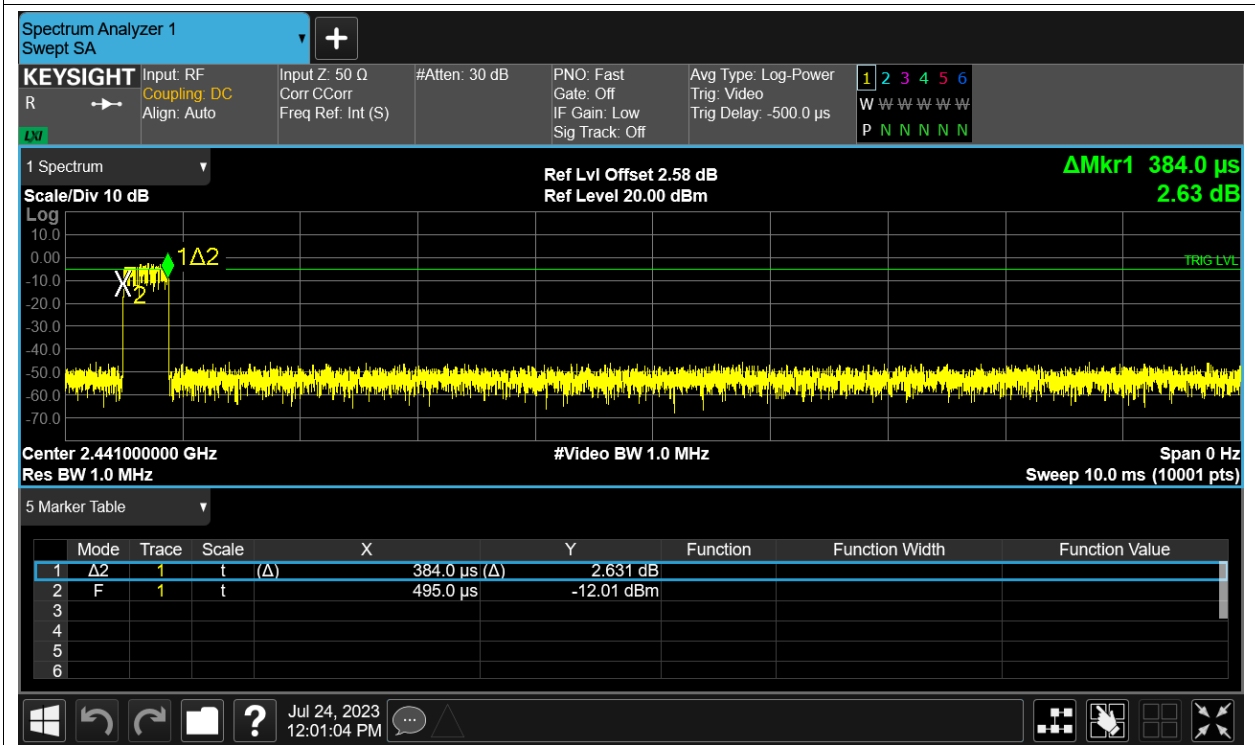 Spectrum Analyzer 1
Swept SA
KEYSIGHT
R
LXI
Input: RF
Coupling: DC
Align: Auto
Input Z: 50 Ω
Corr CCorr
Freq Ref: Int (S)
#Atten: 30 dB
PNO: Fast
Gate: Off
IF Gain: Low
Sig Track: Off
Avg Type: Log-Power
Trig: Video
Trig Delay: -500.0 µs
1 2 3 4 5 6
W W W W W W
P N N N N N
1 Spectrum
Scale/Div 10 dB
Ref Lvl Offset 2.58 dB
Ref Level 20.00 dBm
ΔMkr1 384.0 µs
2.63 dB
Log
10.0
0.00
-10.0
-20.0
-30.0
-40.0
-50.0
-60.0
-70.0
1Δ2
X2
TRIG LVL
Center 2.441000000 GHz
#Video BW 1.0 MHz
Span 0 Hz
Res BW 1.0 MHz
Sweep 10.0 ms (10001 pts)
5 Marker Table
Mode Trace Scale X Y Function Function Width Function Value
1 Δ2 1 t (Δ) 384.0 µs (Δ) 2.631 dB
2 F 1 t 495.0 µs -12.01 dBm
3
4
5
6
?
Jul 24, 2023
12:01:04 PM